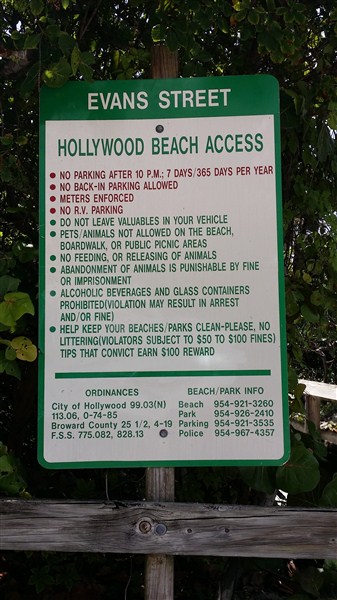 EVANS STREET
HOLLYWOOD BEACH ACCESS
• NO PARKING AFTER 10 P.M.; 7 DAYS/365 DAYS PER YEAR
• NO BACK-IN PARKING ALLOWED
• METERS ENFORCED
• NO R.V. PARKING
• DO NOT LEAVE VALUABLES IN YOUR VEHICLE
• PETS/ANIMALS NOT ALLOWED ON THE BEACH,
BOARDWALK, OR PUBLIC PICNIC AREAS
• NO FEEDING, OR RELEASING OF ANIMALS
• ABANDONMENT OF ANIMALS IS PUNISHABLE BY FINE
OR IMPRISONMENT
• ALCOHOLIC BEVERAGES AND GLASS CONTAINERS
PROHIBITED(VIOLATION MAY RESULT IN ARREST
AND/OR FINE)
• HELP KEEP YOUR BEACHES/PARKS CLEAN-PLEASE, NO
LITTERING(VIOLATORS SUBJECT TO $50 TO $100 FINES)
TIPS THAT CONVICT EARN $100 REWARD
ORDINANCES
City of Hollywood 99.03(N)
113.06, 0-74-85
Broward County 25 1/2, 4-19
F.S.S. 775.082, 828.13
BEACH/PARK INFO
Beach 954-921-3260
Park 954-926-2410
Parking 954-921-3535
Police 954-967-4357